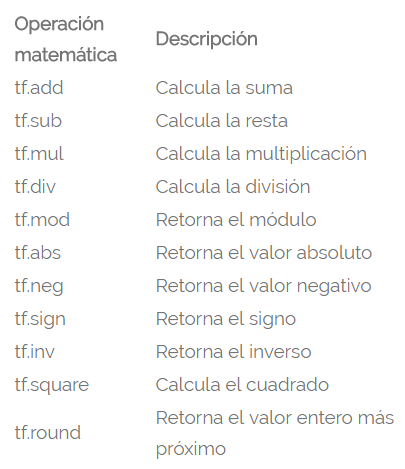 Operación matemática Descripción
tf.add Calcula la suma
tf.sub Calcula la resta
tf.mul Calcula la multiplicación
tf.div Calcula la división
tf.mod Retorna el módulo
tf.abs Retorna el valor absoluto
tf.neg Retorna el valor negativo
tf.sign Retorna el signo
tf.inv Retorna el inverso
tf.square Calcula el cuadrado
tf.round Retorna el valor entero más
próximo